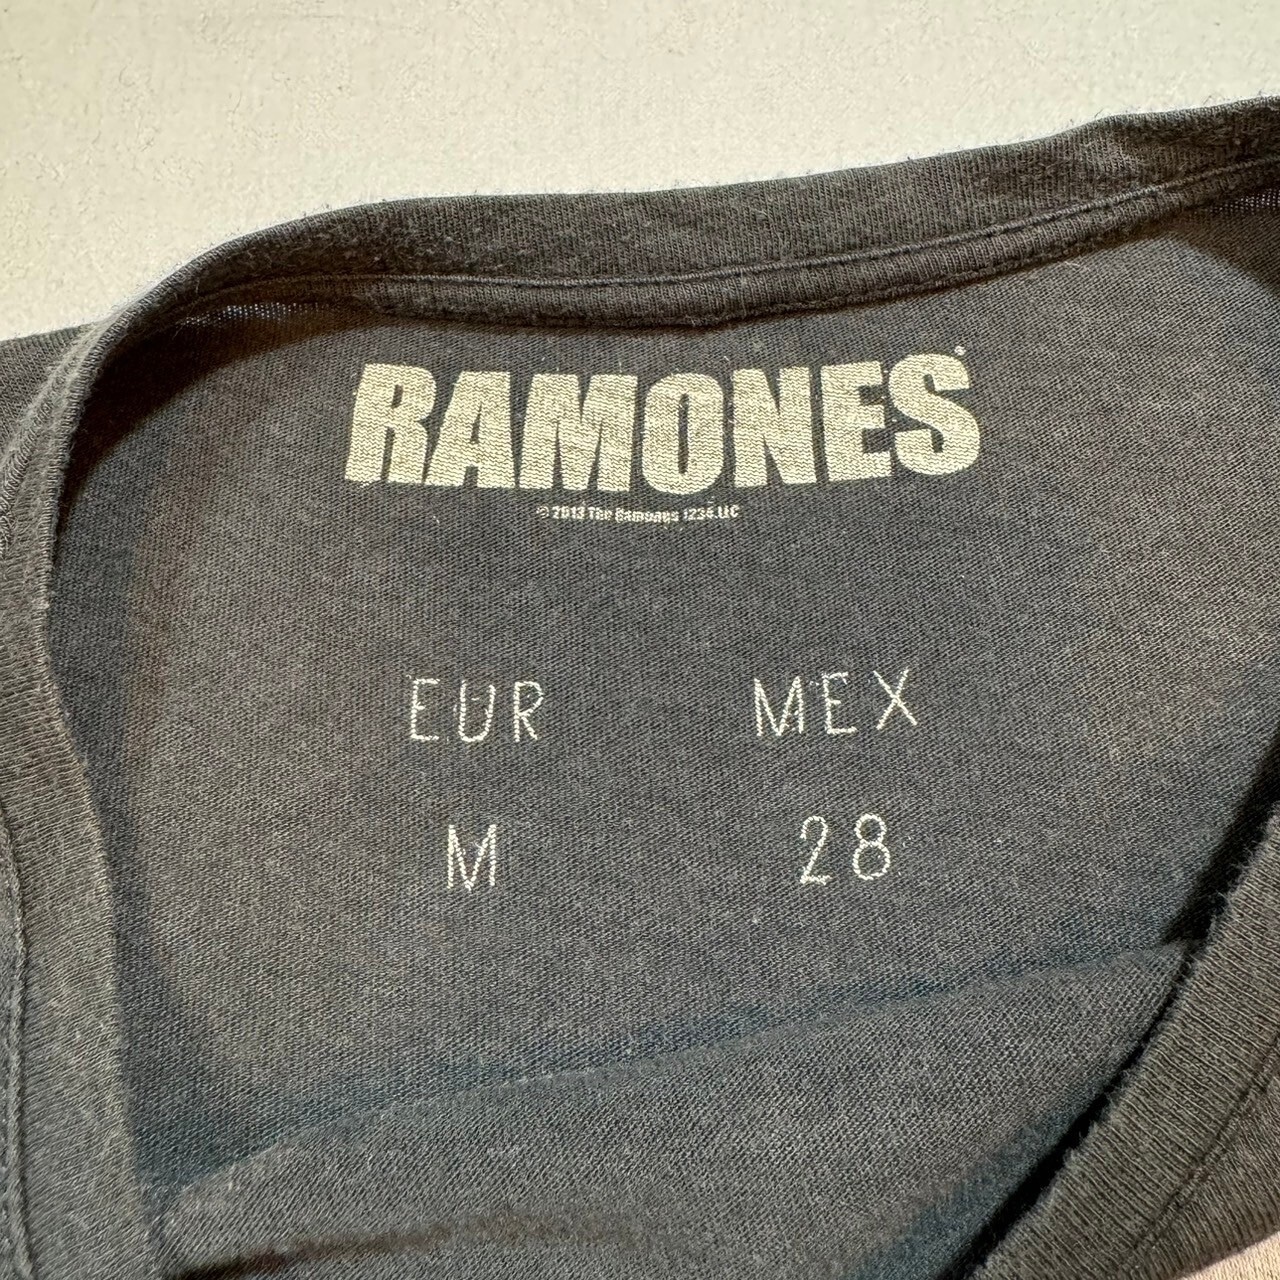 RAMONES®
© 2013 The Ramones 1234 LLC
EUR MEX
M 28